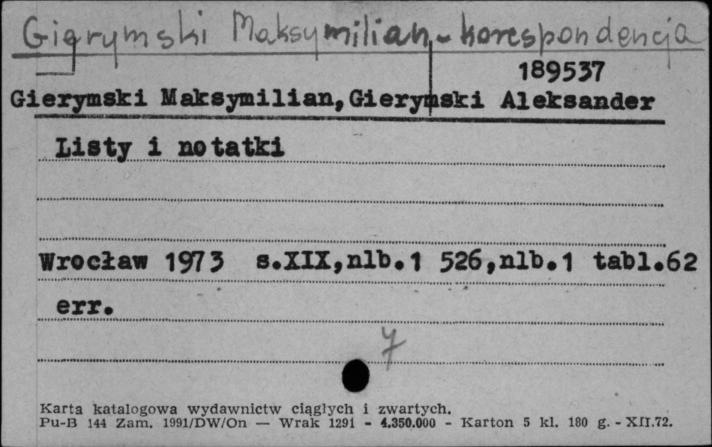 Gierymski Maksymilian - korespondencja
189537
Gierymski Maksymilian,Gierymski Aleksander
Listy i notatki
Wrocław 1973 s.XIX,nlb.1 526,nlb.1 tabl.62
err.
7
Karta katalogowa wydawnictw ciągłych i zwartych.
Pu-B 144 Zam. 1991/DW/On — Wrak 1291 - 4.350.000 - Karton 5 kl. 180 g. - XII.72.